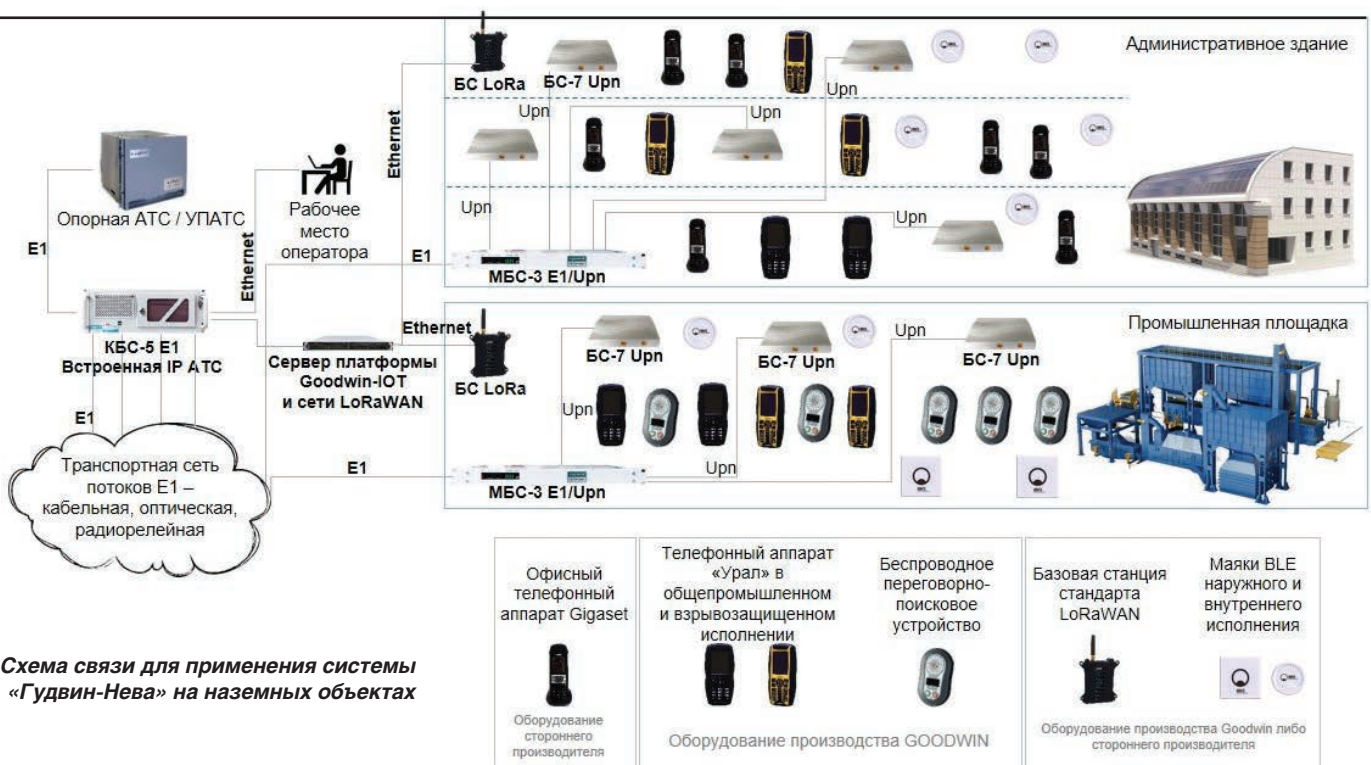 Административное здание
БС LoRa
БС-7 Upn
Upn
Upn
Upn
Ethernet
Опорная АТС / УПАТС
Рабочее
место
оператора
Upn
Upn
E1
Ethernet
E1
МБС-3 E1/Upn
КБС-5 E1
Встроенная IP АТС
Сервер платформы
Goodwin-IOT
и сети LoRaWAN
Ethernet
БС LoRa
Промышленная площадка
БС-7 Upn
БС-7 Upn
Upn
БС-7 Upn
Upn
E1
Транспортная сеть
потоков E1 –
кабельная, оптическая,
радиорелейная
E1
Upn
МБС-3 E1/Upn
Офисный
телефонный
аппарат Gigaset
Оборудование
стороннего
производителя
Телефонный аппарат
«Урал» в
общепромышленном
и взрывозащищенном
исполнении
Беспроводное
переговорно-
поисковое
устройство
Оборудование производства GOODWIN
Базовая станция
стандарта
LoRaWAN
Маяки BLE
наружного и
внутреннего
исполнения
Оборудование производства Goodwin либо
стороннего производителя
Схема связи для применения системы
«Гудвин-Нева» на наземных объектах